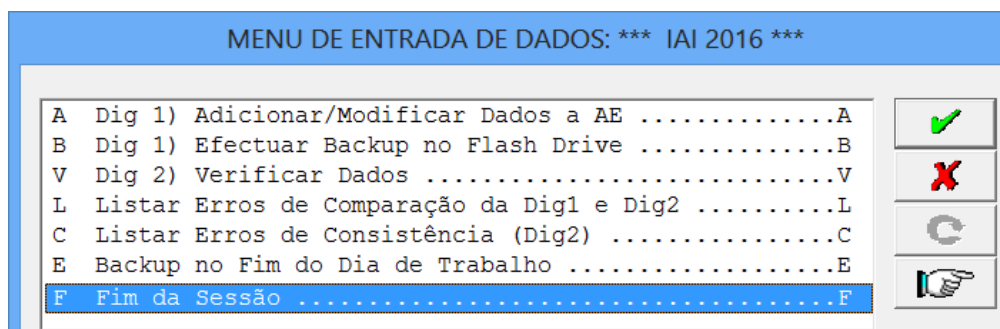 MENU DE ENTRADA DE DADOS: *** IAI 2016 ***
A Dig 1) Adicionar/Modificar Dados a AE ..............A
B Dig 1) Efectuar Backup no Flash Drive ..............B
V Dig 2) Verificar Dados .............................V
L Listar Erros de Comparação da Dig1 e Dig2 ..........L
C Listar Erros de Consistência (Dig2) ................C
E Backup no Fim do Dia de Trabalho ...................E
F Fim da Sessão ......................................F